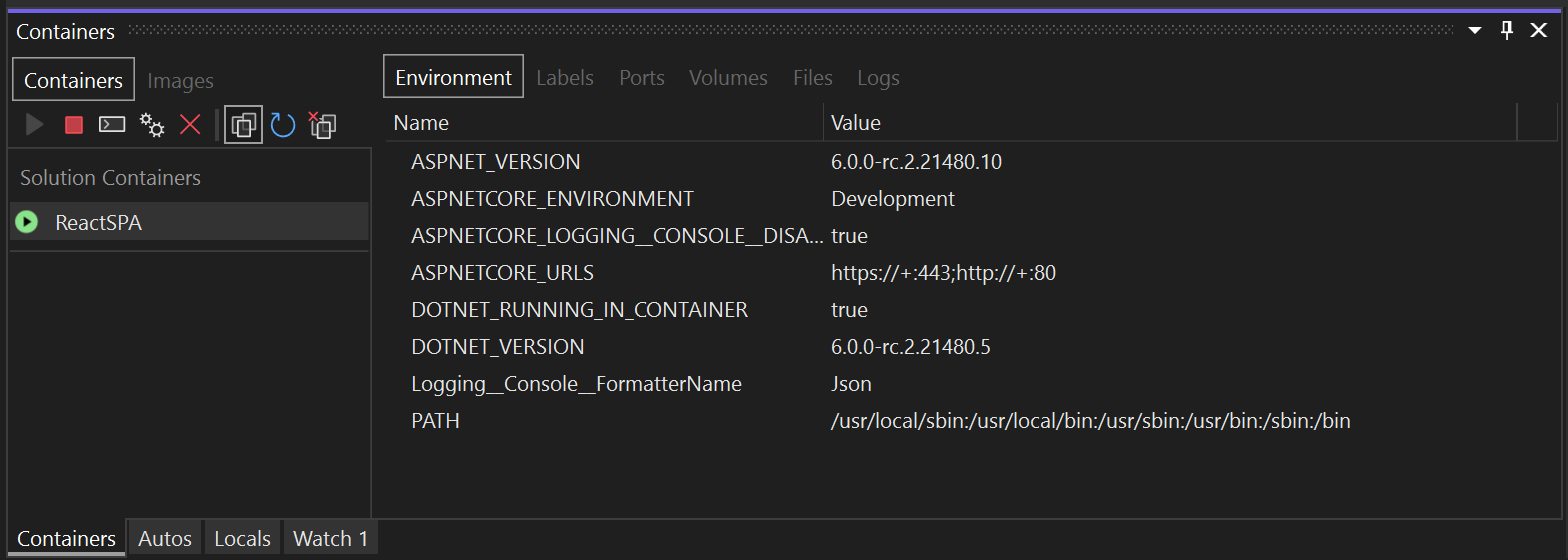 Containers
Containers Images
Environment Labels Ports Volumes Files Logs
Name Value
Solution Containers
ReactSPA
ASPNET_VERSION 6.0.0-rc.2.21480.10
ASPNETCORE_ENVIRONMENT Development
ASPNETCORE_LOGGING__CONSOLE__DISA... true
ASPNETCORE_URLS https://+:443;http://+:80
DOTNET_RUNNING_IN_CONTAINER true
DOTNET_VERSION 6.0.0-rc.2.21480.5
Logging__Console__FormatterName Json
PATH /usr/local/sbin:/usr/local/bin:/usr/sbin:/usr/bin:/sbin:/bin
Containers Autos Locals Watch 1